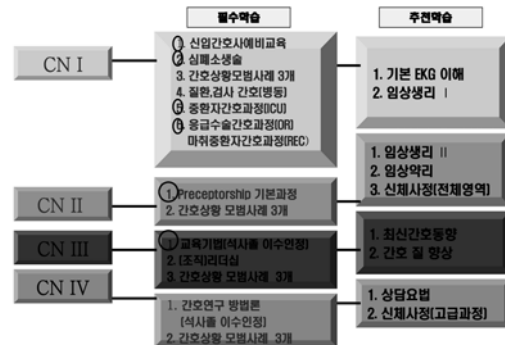 필수학습
추천학습
CN I
1. 신입간호사예비교육
2. 심폐소생술
3. 간호상황모범사례 3개
4. 질환,검사 간호(병동)
5. 중환자간호과정(ICU)
6. 응급수술간호과정(OR)
마취중환자간호과정(REC)
1. 기본 EKG 이해
2. 임상생리 I
CN II
1. Preceptorship 기본과정
2. 간호상황 모범사례 3개
1. 임상생리 II
2. 임상약리
3. 신체사정(전체영역)
CN III
1. 교육기법(석사졸 이수인정)
2. (조직)리더십
3. 간호상황 모범사례 3개
1. 최신간호동향
2. 간호 질 향상
CN IV
1. 간호연구 방법론
(석사졸 이수인정)
2. 간호상황 모범사례 3개
1. 상담요법
2. 신체사정(고급과정)